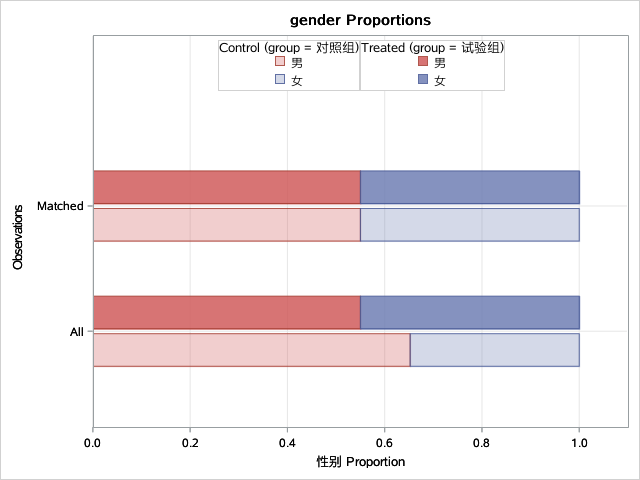 gender Proportions
Control (group = 对照组) Treated (group = 试验组)
男 男
女 女
Observations
Matched
All
0.0 0.2 0.4 0.6 0.8 1.0
性别 Proportion